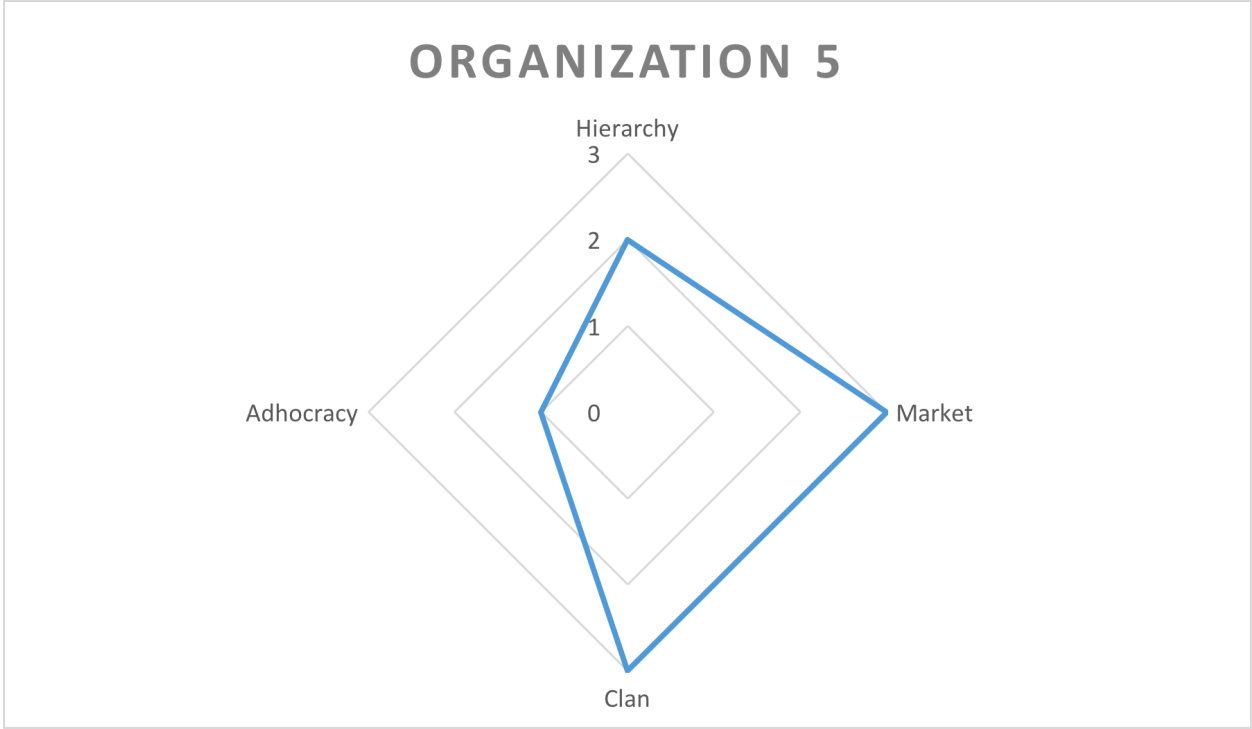 ORGANIZATION 5
Hierarchy
3
2
1
Adhocracy
0
Market
Clan